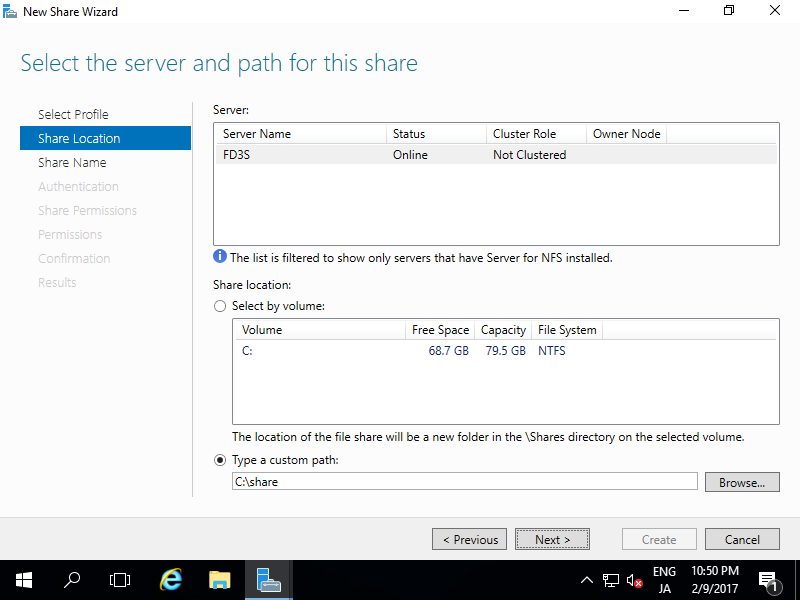 New Share Wizard
Select the server and path for this share
Select Profile
Share Location
Share Name
Authentication
Share Permissions
Permissions
Confirmation
Results
Server:
Server Name Status Cluster Role Owner Node
FD3S Online Not Clustered
The list is filtered to show only servers that have Server for NFS installed.
Share location:
Select by volume:
Volume Free Space Capacity File System
C: 68.7 GB 79.5 GB NTFS
The location of the file share will be a new folder in the \Shares directory on the selected volume.
Type a custom path:
C:\share Browse...
< Previous Next > Create Cancel
ENG 10:50 PM
JA 2/9/2017 1